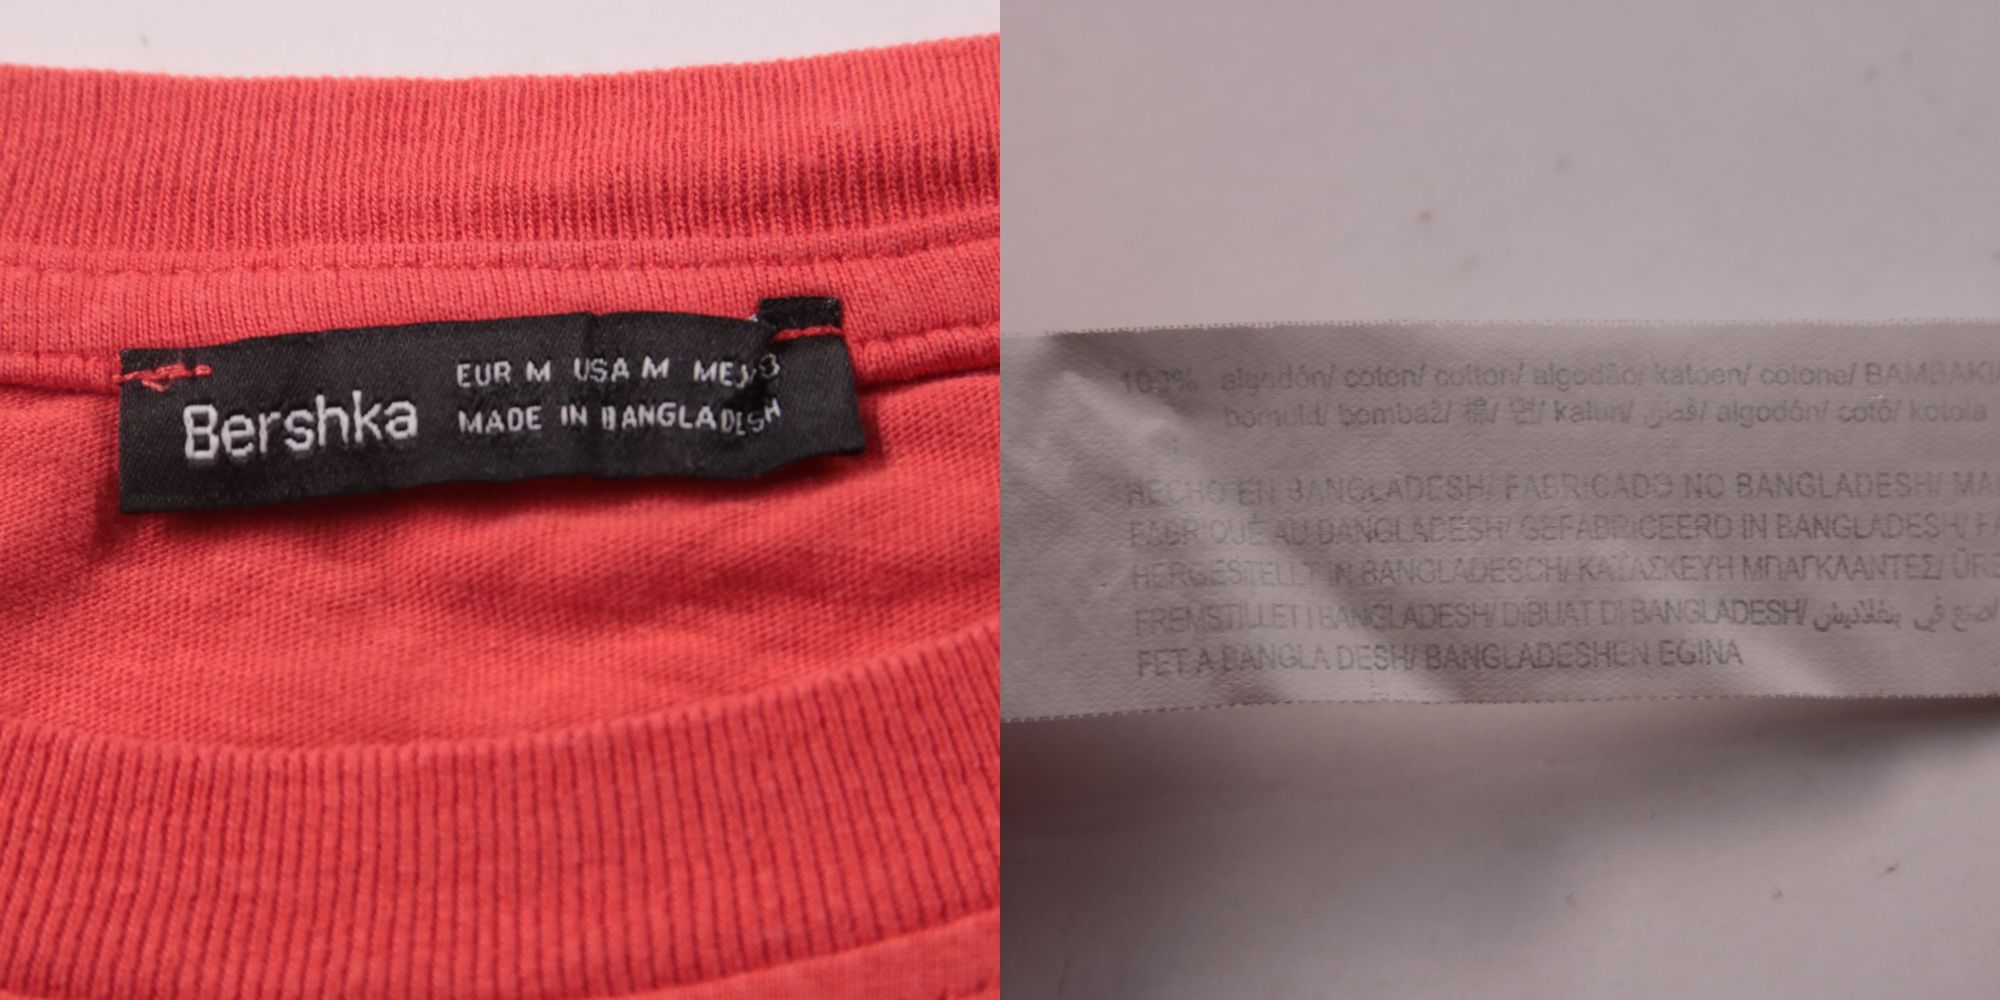 Bershka
EUR M USA M MEX
MADE IN BANGLADESH
100% algodón/ coton/ cotton/ algodão/ katoen/ cotone/ BAMBAKI/
bomuld/ bombaž/ 棉/ 면/ katun/ قطن/ algodón/ cotó/ kotoia
HECHO EN BANGLADESH/ FABRICADO NO BANGLADESH/
FABRIQUÉ AU BANGLADESH/ GEFABRICEERD IN BANGLADESH/
HERGESTELLT IN BANGLADESCH/ ΚΑΤΑΣΚΕΥΗ ΜΠΑΓΚΛΑΝΤΕΣ/
FREMSTILLET I BANGLADESH/ DIBUAT DI BANGLADESH/ صنع في بنغلاديش/
FET A BANGLA DESH/ BANGLADESHEN EGINA